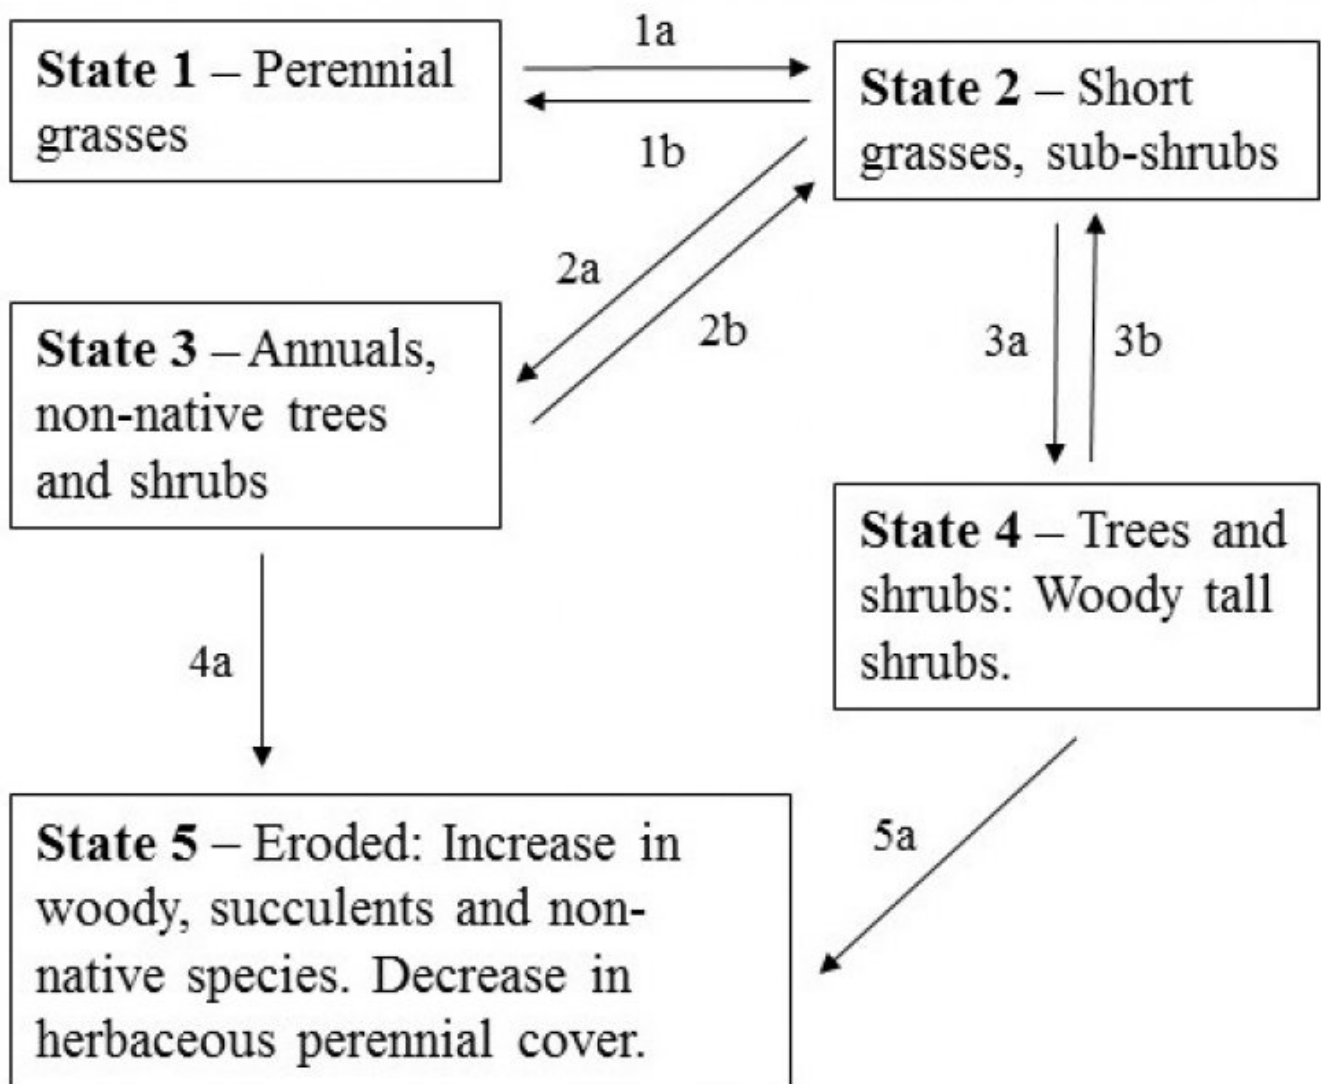 State 1 – Perennial
grasses
1a
1b
State 2 – Short
grasses, sub-shrubs
2a
2b
3a
3b
State 3 – Annuals,
non-native trees
and shrubs
State 4 – Trees and
shrubs: Woody tall
shrubs.
4a
5a
State 5 – Eroded: Increase in
woody, succulents and non-
native species. Decrease in
herbaceous perennial cover.